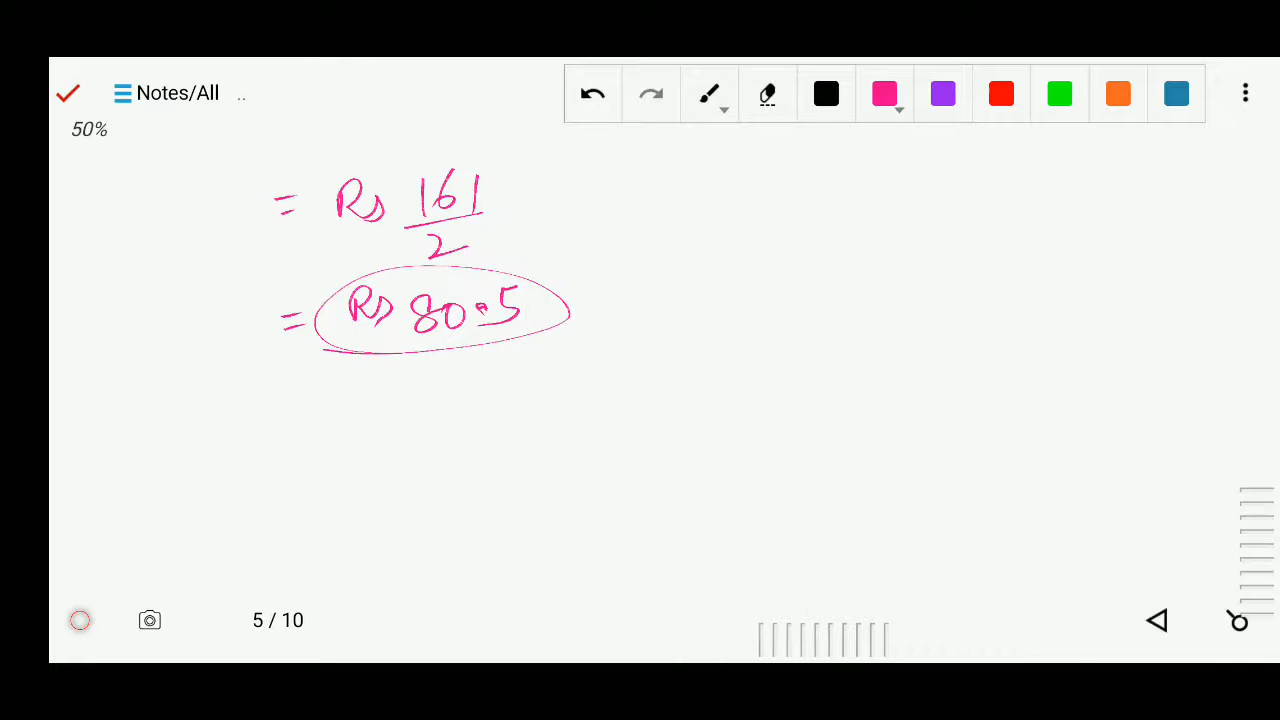 Notes/All ..
50%
= Rs 161/2
= Rs 80.5
5 / 10